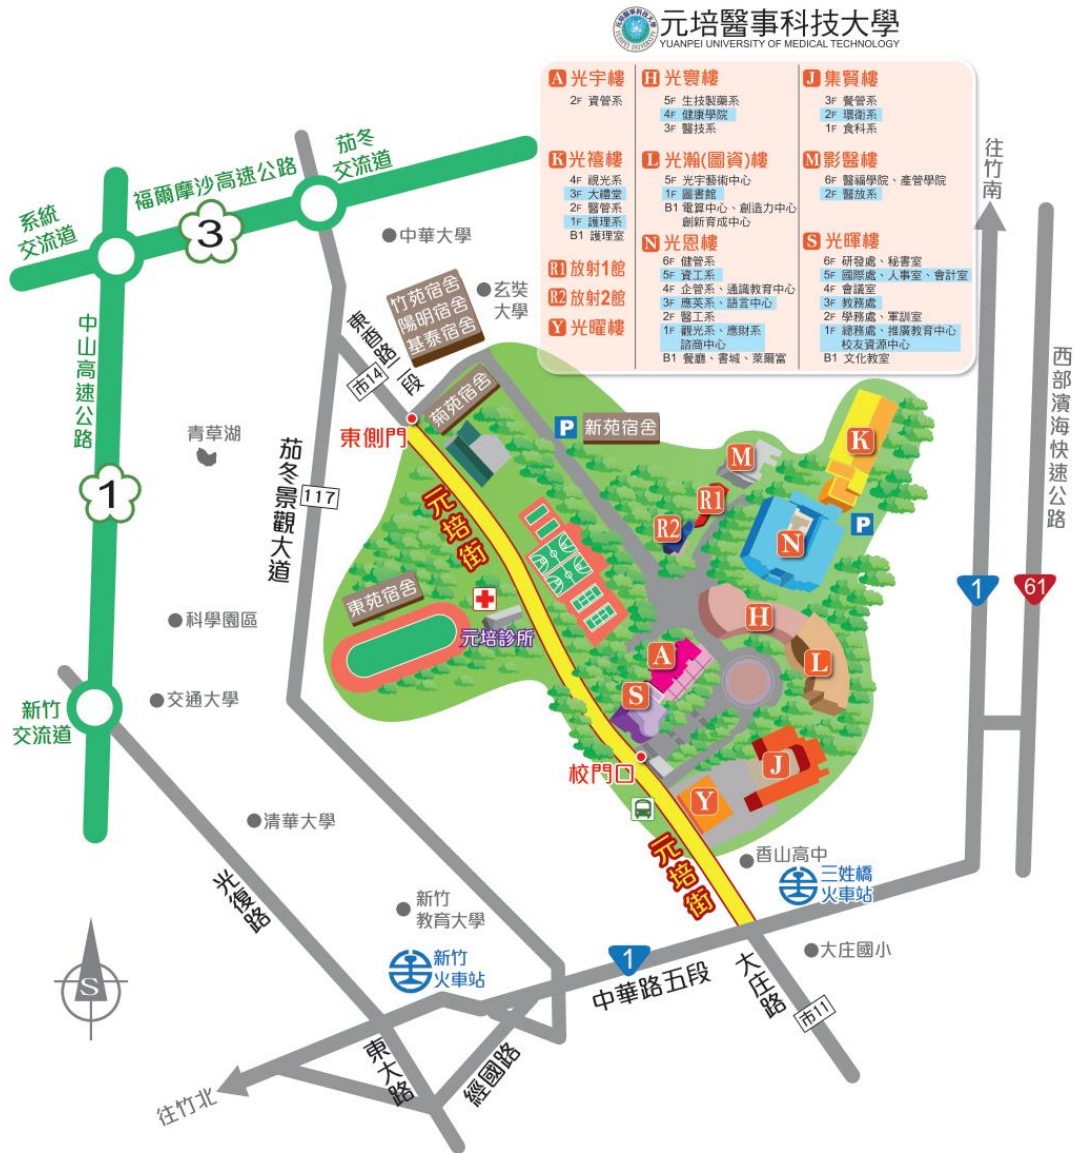 元培醫事科技大學
YUANPEI UNIVERSITY OF MEDICAL TECHNOLOGY
A 光宇樓
2F 資管系
K 光禧樓
4F 視光系
3F 大禮堂
2F 醫管系
1F 護理系
B1 護理室
R1 放射1館
R2 放射2館
Y 光曜樓
H 光寰樓
5F 生技製藥系
4F 健康學院
3F 醫技系
L 光瀚(圖資)樓
5F 光宇藝術中心
1F 圖書館
B1 電算中心、創造力中心
創新育成中心
N 光恩樓
6F 健管系
5F 資工系
4F 企管系、通識教育中心
3F 應英系、語言中心
2F 醫工系
1F 觀光系、應財系
諮商中心
B1 餐廳、書城、萊爾富
J 集賢樓
3F 餐管系
2F 環衛系
1F 食科系
M 影醫樓
6F 醫福學院、產管學院
2F 醫放系
S 光暉樓
6F 研發處、秘書室
5F 國際處、人事室、會計室
4F 會議室
3F 教務處
2F 學務處、軍訓室
1F 總務處、推廣教育中心
校友資源中心
B1 文化教室
茄冬
交流道
福爾摩沙高速公路
3
系統
交流道
中山高速公路
1
新竹
交流道
中華大學
玄奘
大學
竹苑宿舍
陽明宿舍
基泰宿舍
東香路一段
市14
菊苑宿舍
東側門
P
新苑宿舍
青草湖
茄冬景觀大道
117
元培街
東苑宿舍
元培診所
科學園區
交通大學
清華大學
光復路
新竹
教育大學
新竹
火車站
M
R1
R2
K
P
N
H
L
A
S
J
Y
校門口
元培街
香山高中
三姓橋
火車站
大庄國小
1
中華路五段
大庄路
市11
東大路
經國路
往竹北
往竹南
1
61
西部濱海快速公路
S